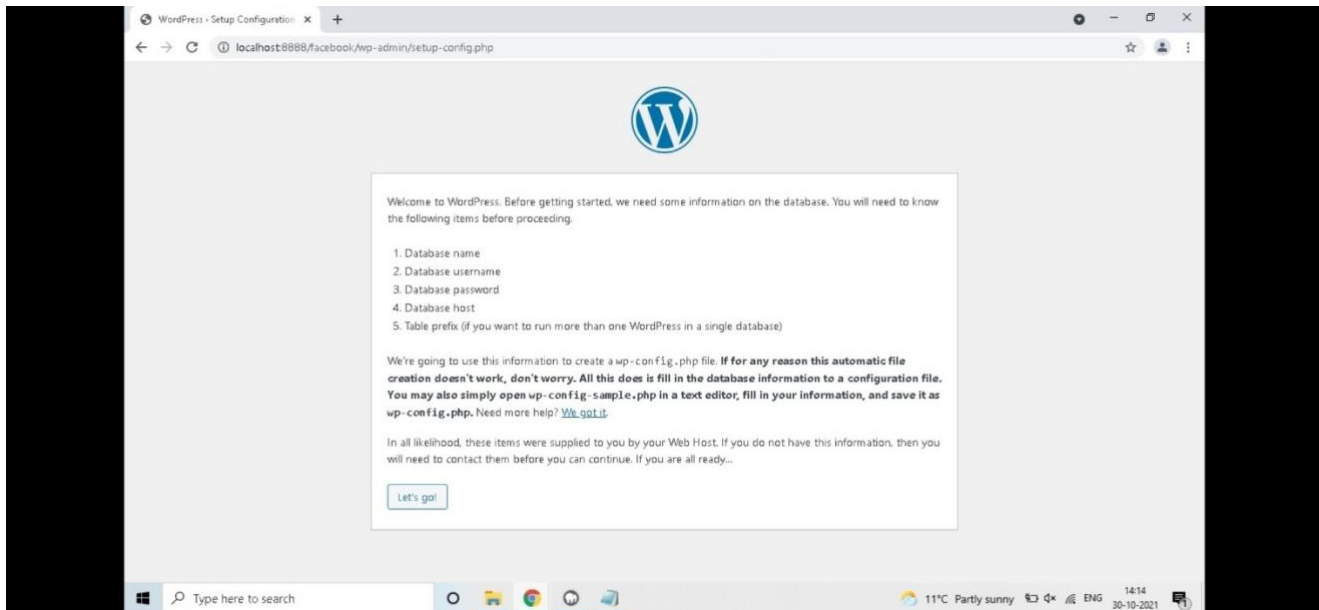 WordPress › Setup Configuration
localhost:8888/facebook/wp-admin/setup-config.php
Welcome to WordPress. Before getting started, we need some information on the database. You will need to know
the following items before proceeding.
1. Database name
2. Database username
3. Database password
4. Database host
5. Table prefix (if you want to run more than one WordPress in a single database)
We're going to use this information to create a wp-config.php file. If for any reason this automatic file
creation doesn't work, don't worry. All this does is fill in the database information to a configuration file.
You may also simply open wp-config-sample.php in a text editor, fill in your information, and save it as
wp-config.php. Need more help? We got it.
In all likelihood, these items were supplied to you by your Web Host. If you do not have this information, then you
will need to contact them before you can continue. If you are all ready...
Let's go!
Type here to search
11°C Partly sunny
ENG
14:14
30-10-2021